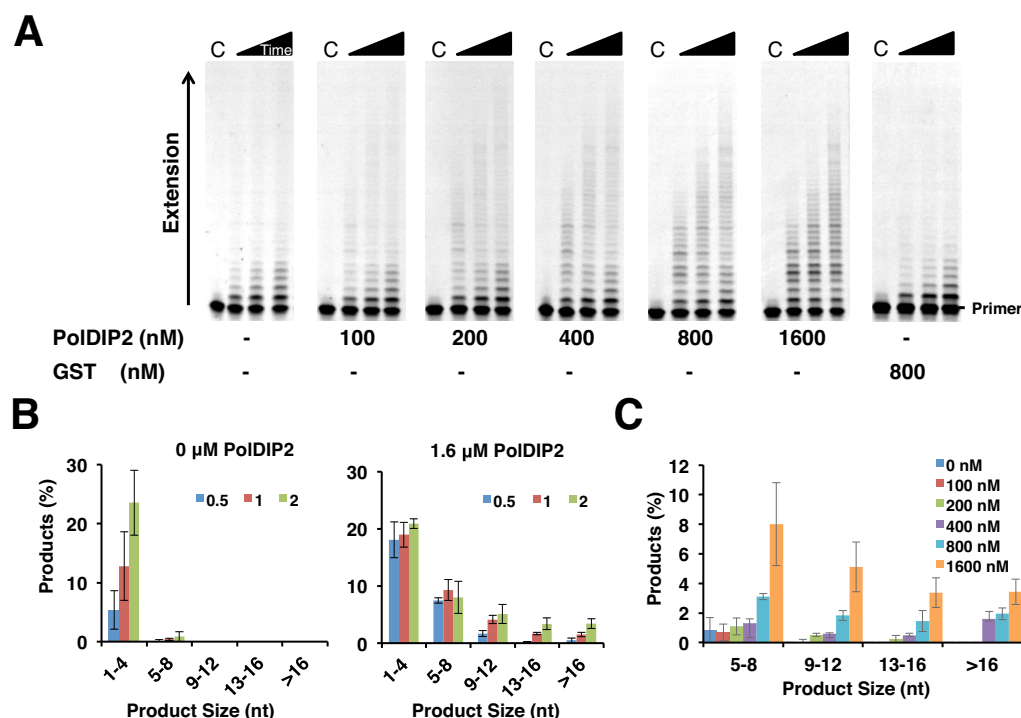 A
C Time C C C C C C
Extension
Primer
PolDIP2 (nM) - 100 200 400 800 1600 -
GST (nM) - - - - - - 800
B
0 µM PolDIP2
0.5 1 2
Products (%)
30
20
10
0
1-4 5-8 9-12 13-16 >16
Product Size (nt)
1.6 µM PolDIP2
0.5 1 2
30
20
10
0
1-4 5-8 9-12 13-16 >16
Product Size (nt)
C
0 nM
100 nM
200 nM
400 nM
800 nM
1600 nM
Products (%)
12
10
8
6
4
2
0
5-8 9-12 13-16 >16
Product Size (nt)